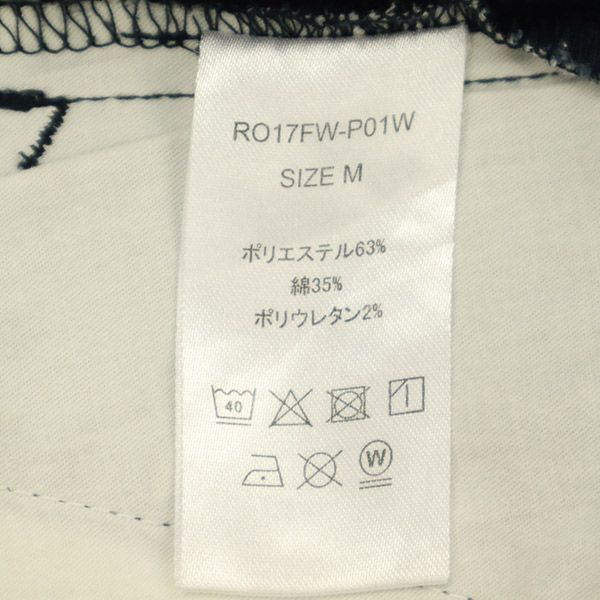 RO17FW-P01W
SIZE M
ポリエステル63%
綿35%
ポリウレタン2%
40
W